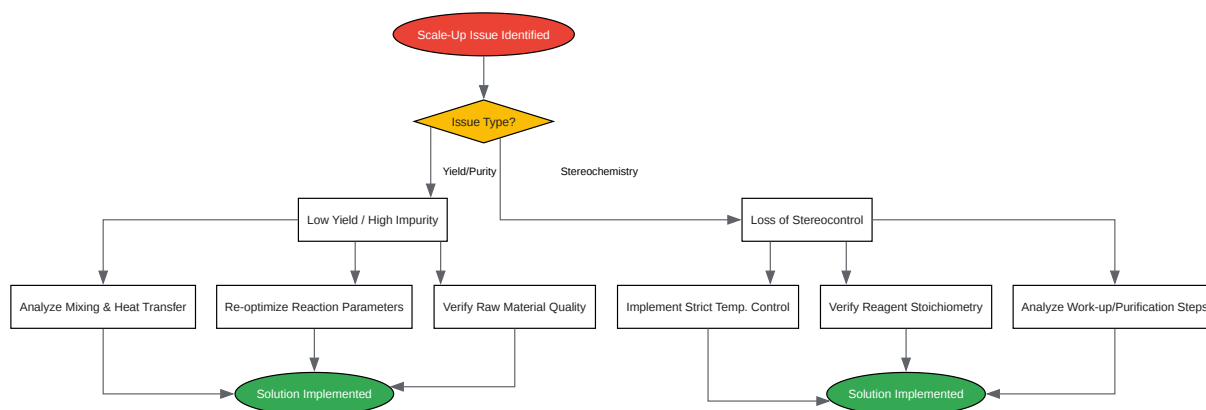 Scale-Up Issue Identified
Issue Type?
Yield/Purity
Stereochemistry
Low Yield / High Impurity
Loss of Stereocontrol
Analyze Mixing & Heat Transfer
Re-optimize Reaction Parameters
Verify Raw Material Quality
Implement Strict Temp. Control
Verify Reagent Stoichiometry
Analyze Work-up/Purification Steps
Solution Implemented
Solution Implemented